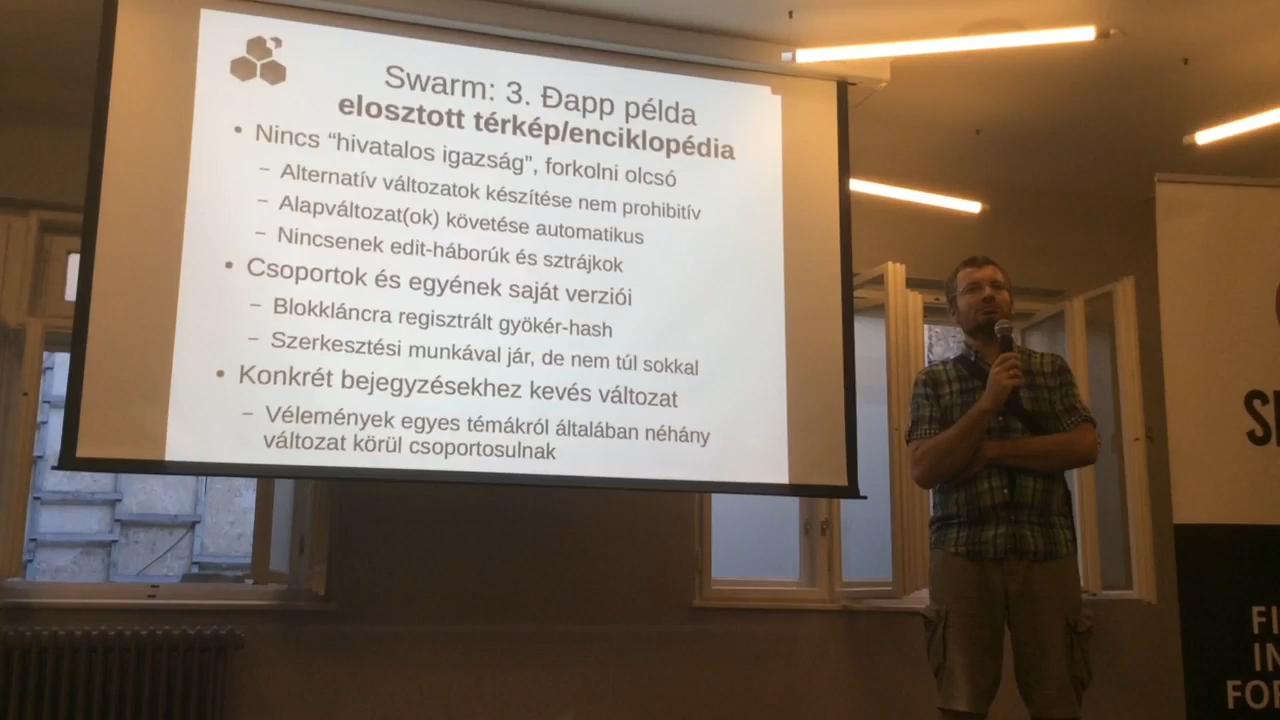 Swarm: 3. Đapp példa
elosztott térkép/enciklopédia
• Nincs “hivatalos igazság”, forkolni olcsó
– Alternatív változatok készítése nem prohibitív
– Alapváltozat(ok) követése automatikus
– Nincsenek edit-háborúk és sztrájkok
• Csoportok és egyének saját verziói
– Blokkláncra regisztrált gyökér-hash
– Szerkesztési munkával jár, de nem túl sokkal
• Konkrét bejegyzésekhez kevés változat
– Vélemények egyes témákról általában néhány
változat körül csoportosulnak